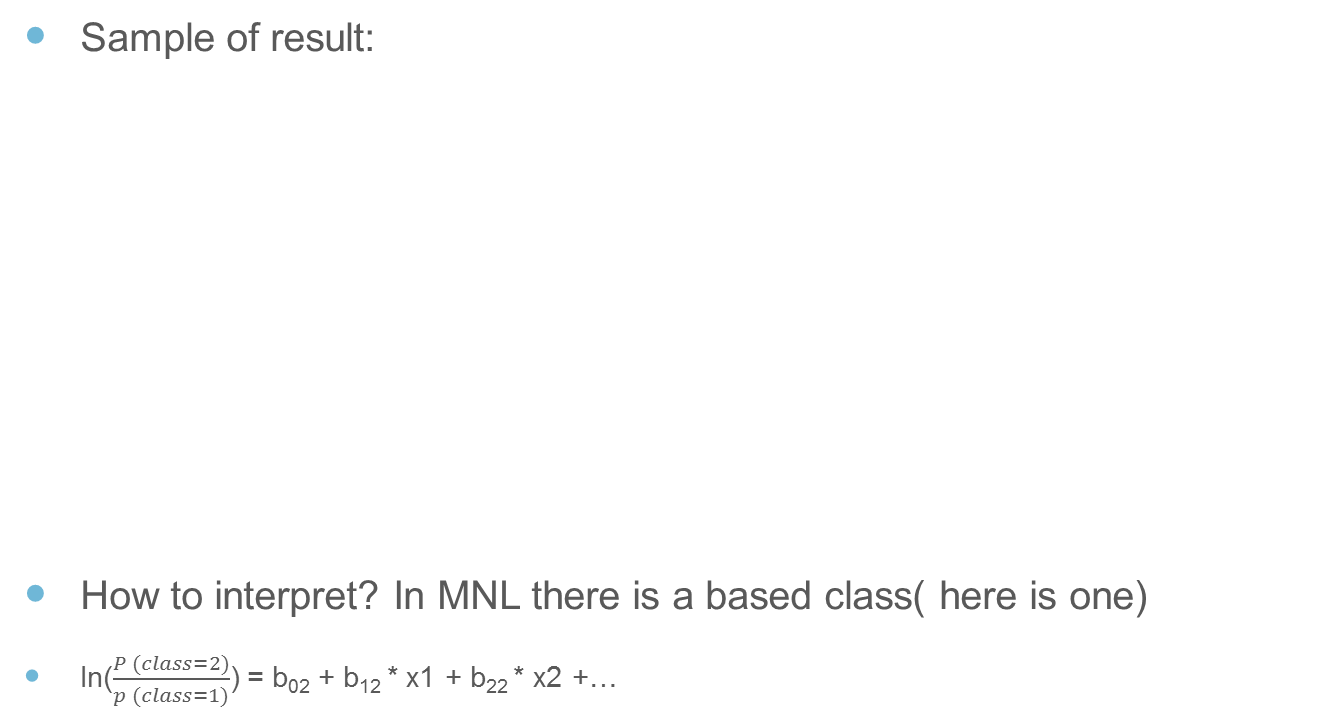 • Sample of result:
• How to interpret? In MNL there is a based class( here is one)
• ln(P (class=2)/p (class=1)) = b₀₂ + b₁₂ * x1 + b₂₂ * x2 +…